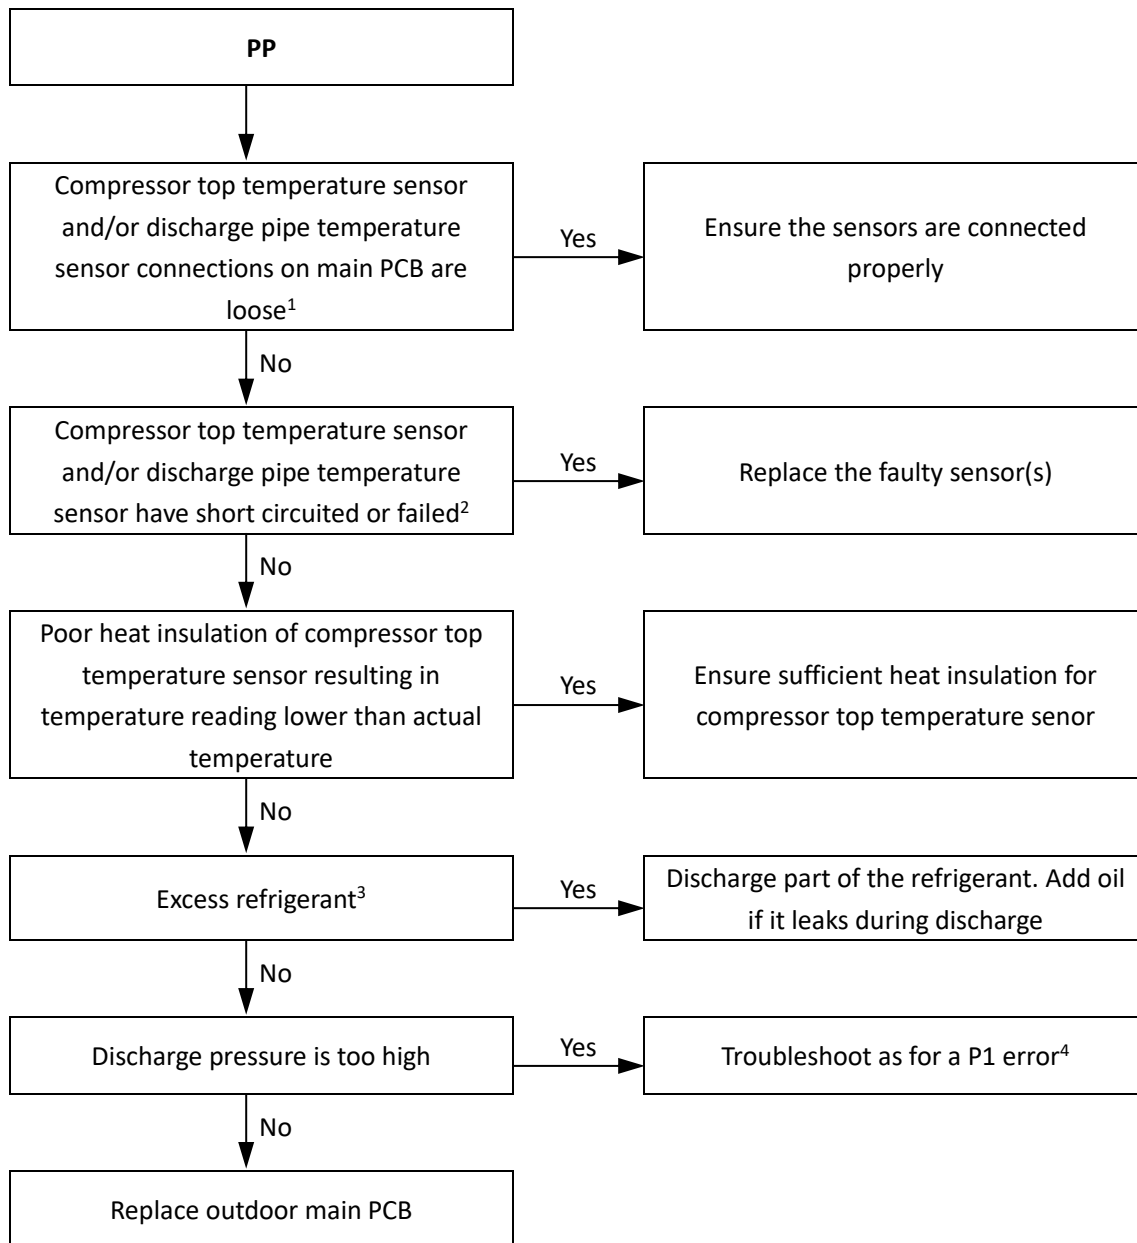 PP
Compressor top temperature sensor
and/or discharge pipe temperature
sensor connections on main PCB are
loose¹
Yes
Ensure the sensors are connected
properly
No
Compressor top temperature sensor
and/or discharge pipe temperature
sensor have short circuited or failed²
Yes
Replace the faulty sensor(s)
No
Poor heat insulation of compressor top
temperature sensor resulting in
temperature reading lower than actual
temperature
Yes
Ensure sufficient heat insulation for
compressor top temperature senor
No
Excess refrigerant³
Yes
Discharge part of the refrigerant. Add oil
if it leaks during discharge
No
Discharge pressure is too high
Yes
Troubleshoot as for a P1 error⁴
No
Replace outdoor main PCB